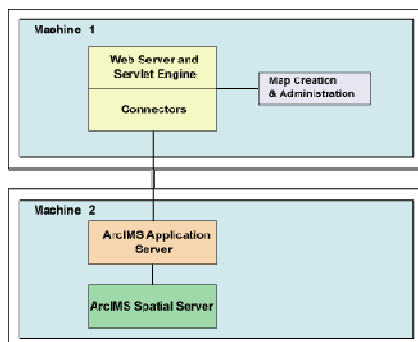 Machine 1
Web Server and
Servlet Engine
Connectors
Map Creation
& Administration
Machine 2
ArcIMS Application
Server
ArcIMS Spatial Server